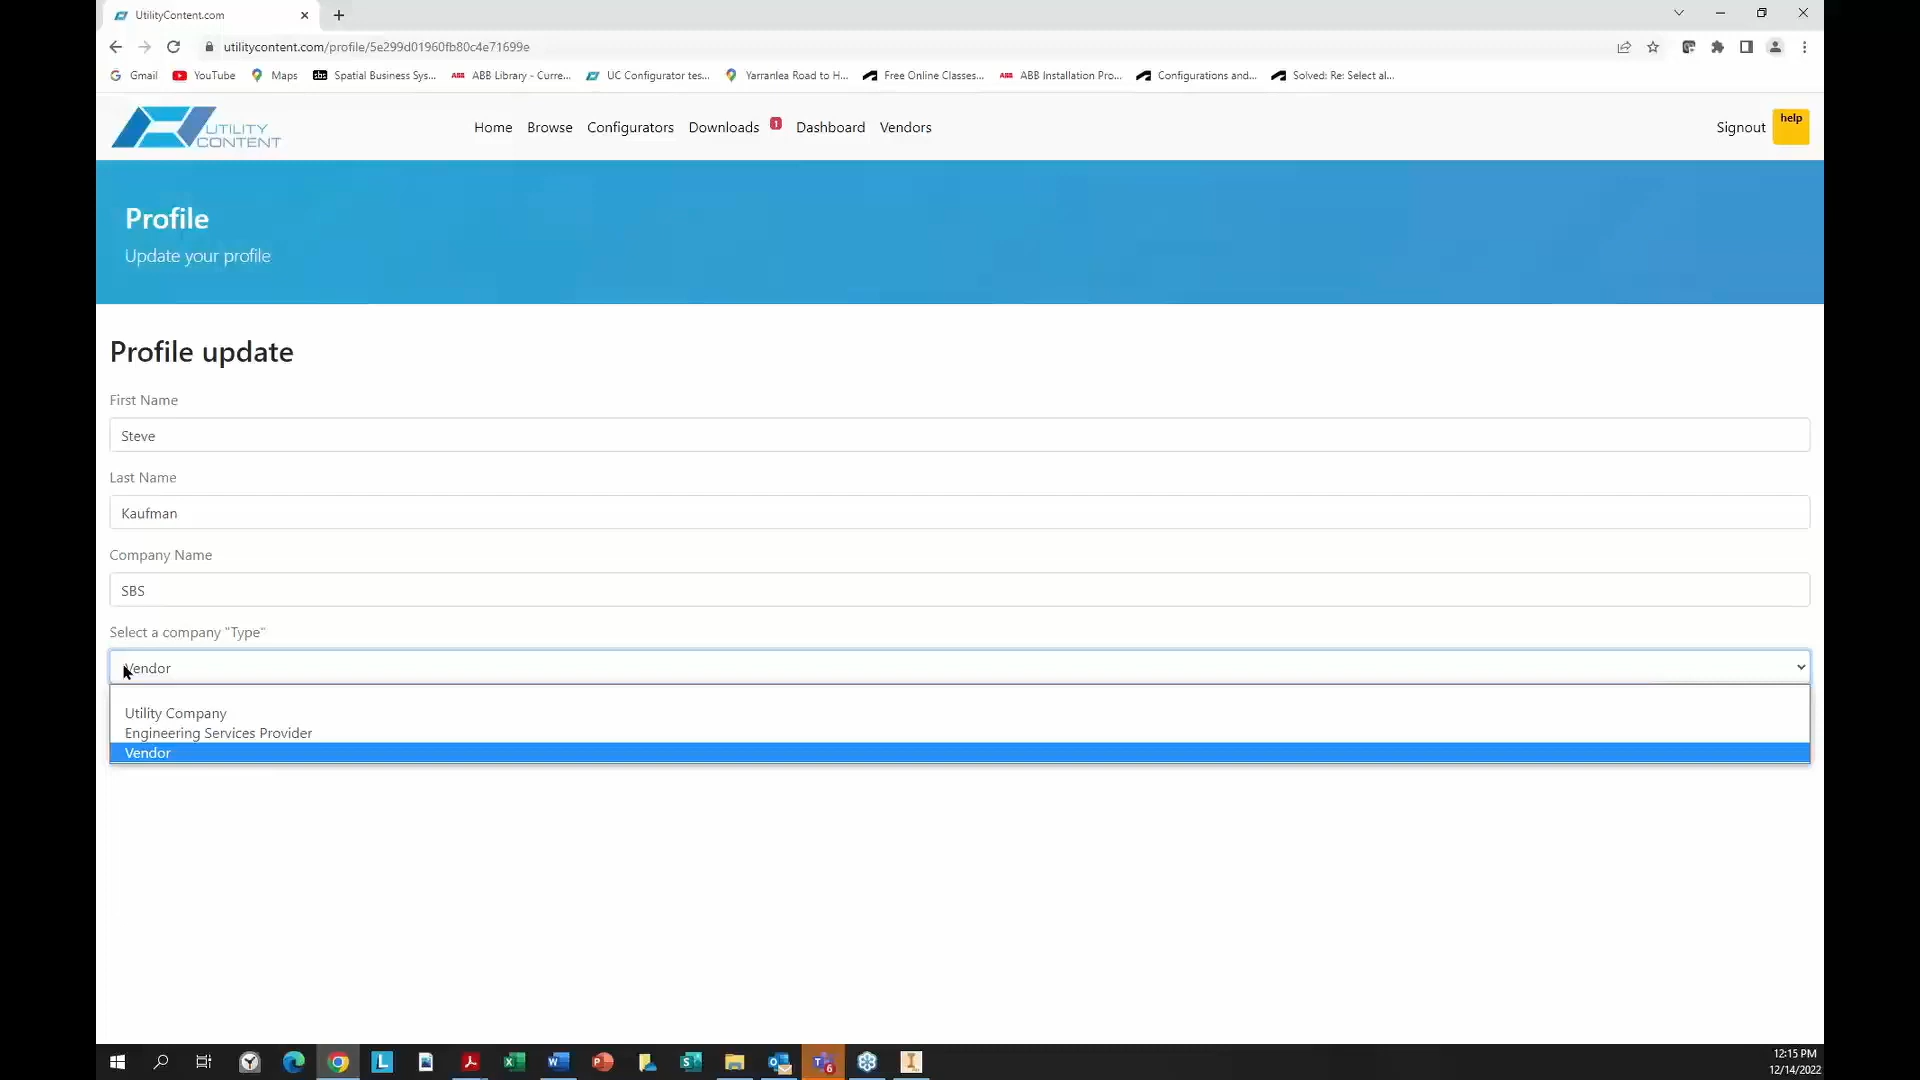 UtilityContent.com
utilitycontent.com/profile/5e299d01960fb80c4e71699e
Gmail YouTube Maps sbs Spatial Business Sys... ABB ABB Library - Curre... UC Configurator tes... Yarranlea Road to H... Free Online Classes... ABB ABB Installation Pro... Configurations and... Solved: Re: Select al...
UTILITY
CONTENT
Home Browse Configurators Downloads 1 Dashboard Vendors
Signout help
Profile
Update your profile
Profile update
First Name
Steve
Last Name
Kaufman
Company Name
SBS
Select a company "Type"
Vendor
Utility Company
Engineering Services Provider
Vendor
12:15 PM
12/14/2022